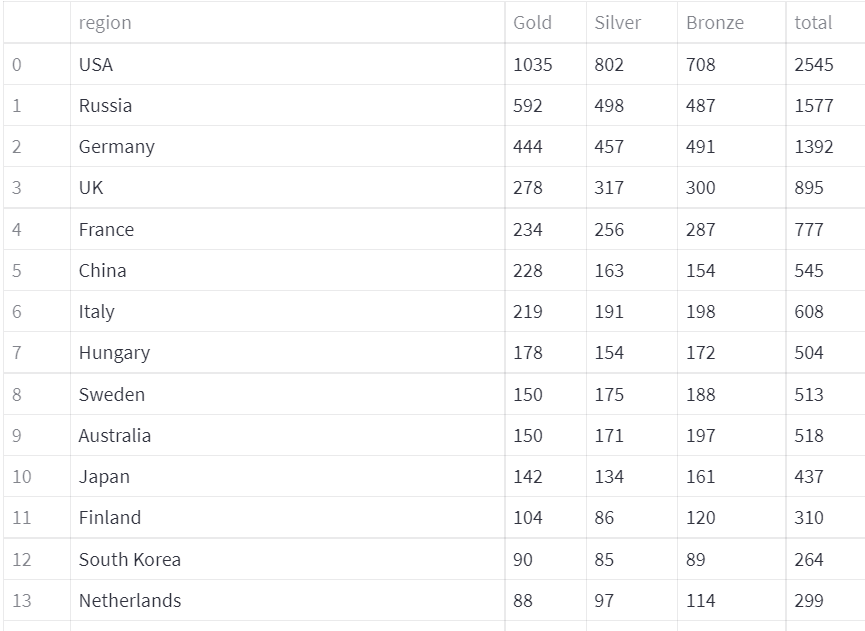 region Gold Silver Bronze total
0 USA 1035 802 708 2545
1 Russia 592 498 487 1577
2 Germany 444 457 491 1392
3 UK 278 317 300 895
4 France 234 256 287 777
5 China 228 163 154 545
6 Italy 219 191 198 608
7 Hungary 178 154 172 504
8 Sweden 150 175 188 513
9 Australia 150 171 197 518
10 Japan 142 134 161 437
11 Finland 104 86 120 310
12 South Korea 90 85 89 264
13 Netherlands 88 97 114 299